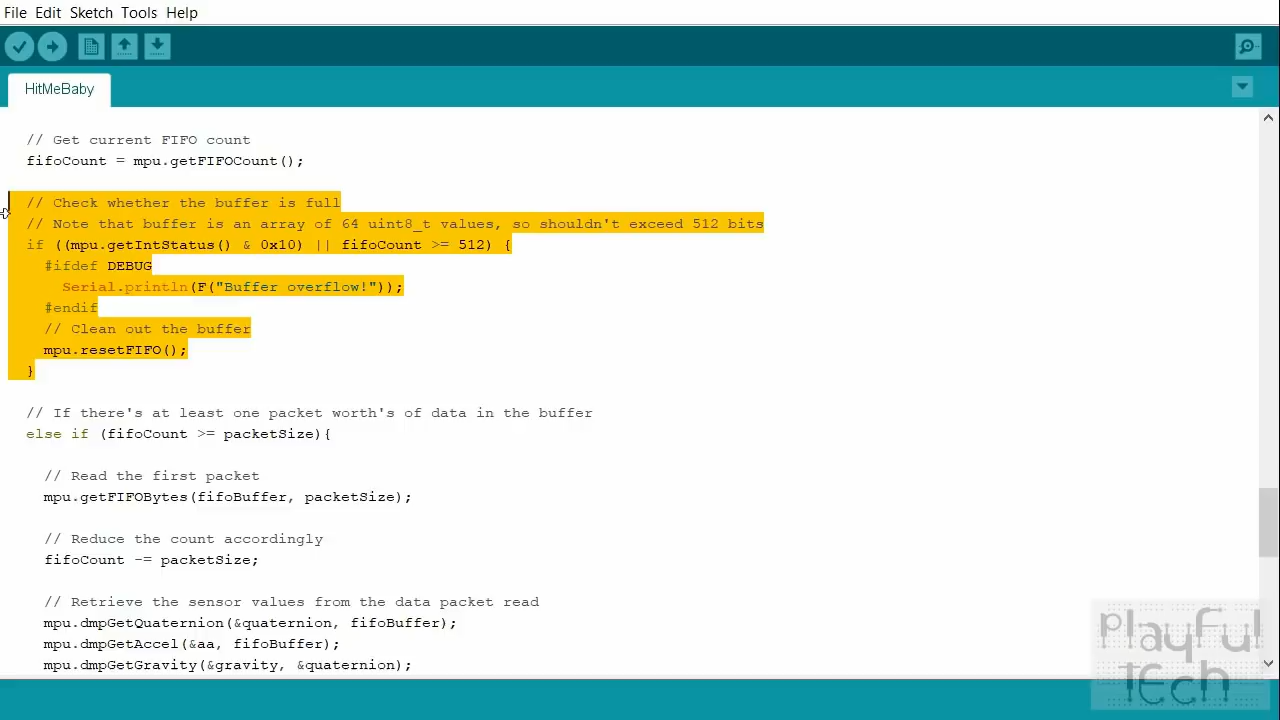 File Edit Sketch Tools Help
HitMeBaby
// Get current FIFO count
fifoCount = mpu.getFIFOCount();
// Check whether the buffer is full
// Note that buffer is an array of 64 uint8_t values, so shouldn't exceed 512 bits
if ((mpu.getIntStatus() & 0x10) || fifoCount >= 512) {
#ifdef DEBUG
Serial.println(F("Buffer overflow!"));
#endif
// Clean out the buffer
mpu.resetFIFO();
}
// If there's at least one packet worth's of data in the buffer
else if (fifoCount >= packetSize){
// Read the first packet
mpu.getFIFOBytes(fifoBuffer, packetSize);
// Reduce the count accordingly
fifoCount -= packetSize;
// Retrieve the sensor values from the data packet read
mpu.dmpGetQuaternion(&quaternion, fifoBuffer);
mpu.dmpGetAccel(&aa, fifoBuffer);
mpu.dmpGetGravity(&gravity, &quaternion);
Playful
tech